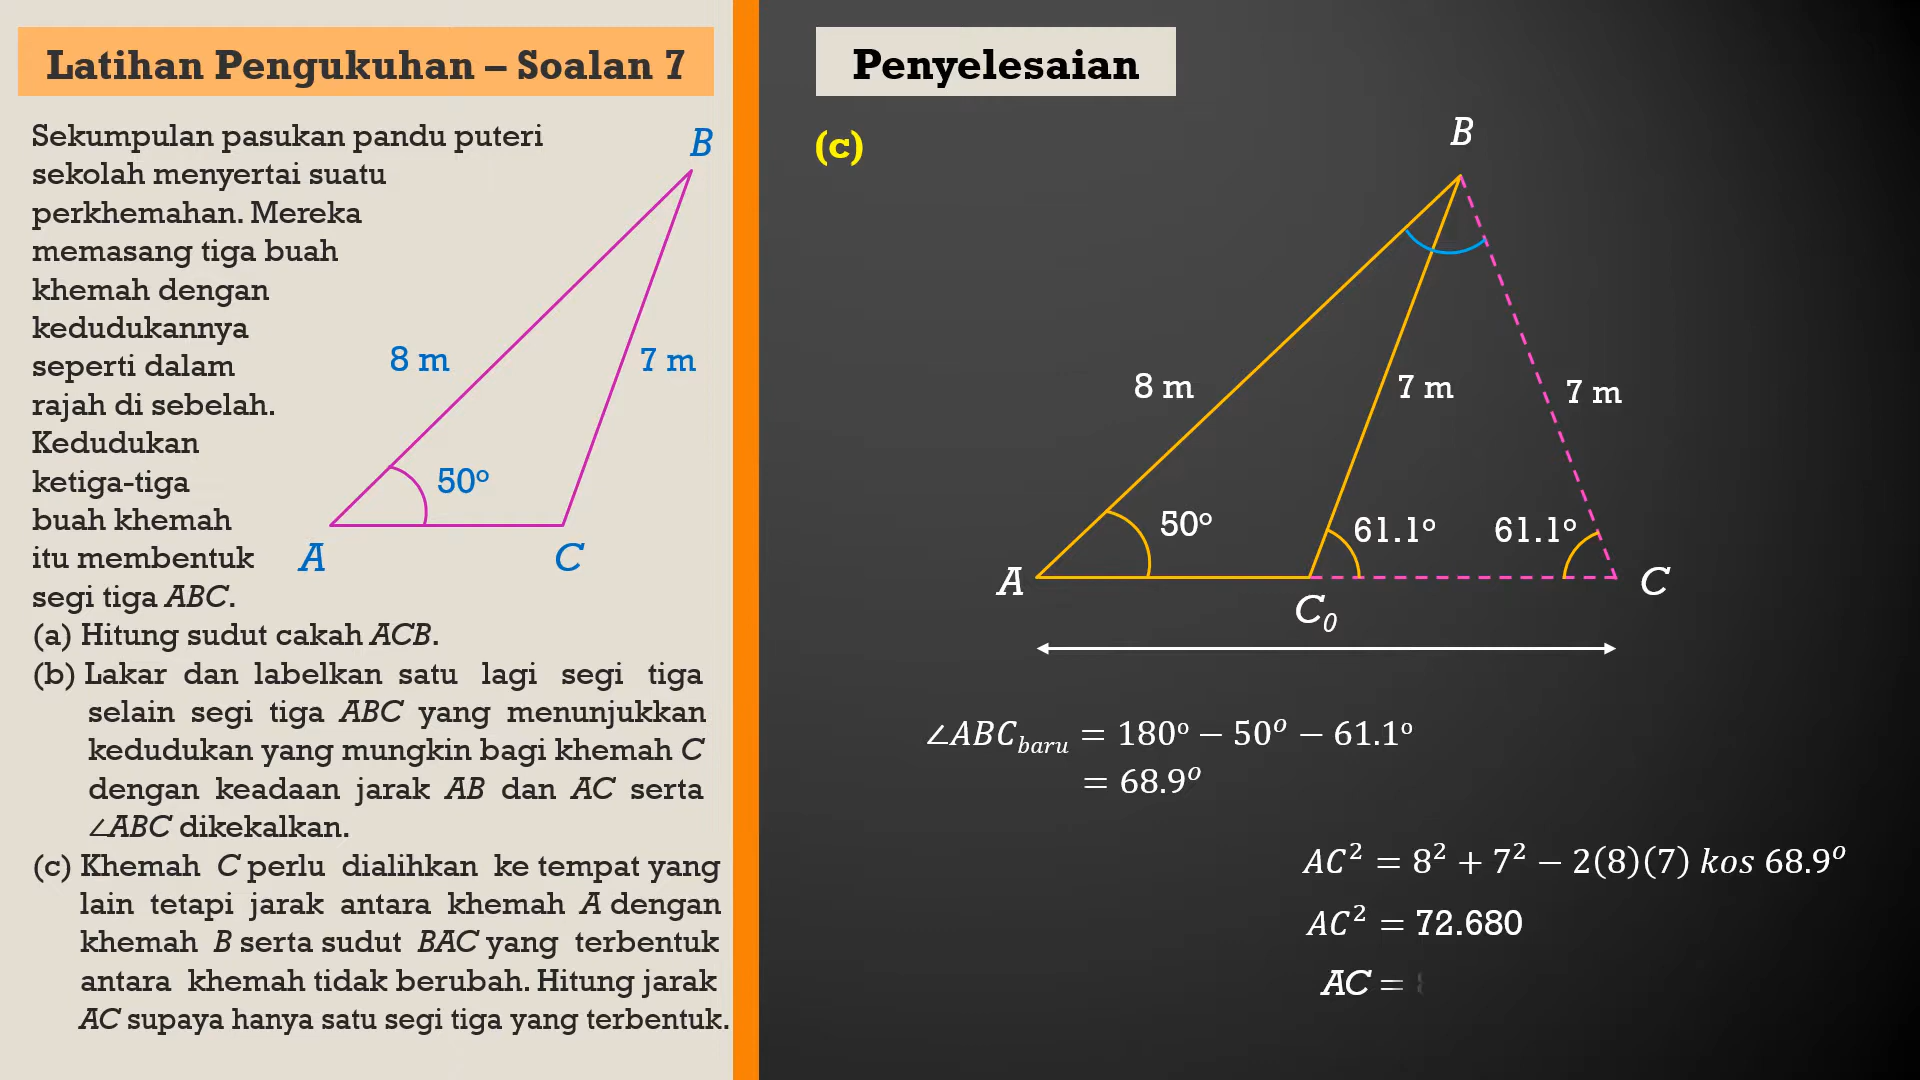 Latihan Pengukuhan – Soalan 7
Sekumpulan pasukan pandu puteri
sekolah menyertai suatu
perkhemahan. Mereka
memasang tiga buah
khemah dengan
kedudukannya
seperti dalam
rajah di sebelah.
Kedudukan
ketiga-tiga
buah khemah
itu membentuk
segi tiga ABC.
B
8 m
7 m
50°
A
C
(a) Hitung sudut cakah ACB.
(b) Lakar dan labelkan satu lagi segi tiga
selain segi tiga ABC yang menunjukkan
kedudukan yang mungkin bagi khemah C
dengan keadaan jarak AB dan AC serta
∠ABC dikekalkan.
(c) Khemah C perlu dialihkan ke tempat yang
lain tetapi jarak antara khemah A dengan
khemah B serta sudut BAC yang terbentuk
antara khemah tidak berubah. Hitung jarak
AC supaya hanya satu segi tiga yang terbentuk.
Penyelesaian
(c)
B
8 m
7 m
7 m
50°
61.1°
61.1°
A
C₀
C
∠ABC_baru = 180° − 50° − 61.1°
= 68.9°
AC² = 8² + 7² − 2(8)(7) kos 68.9°
AC² = 72.680
AC =